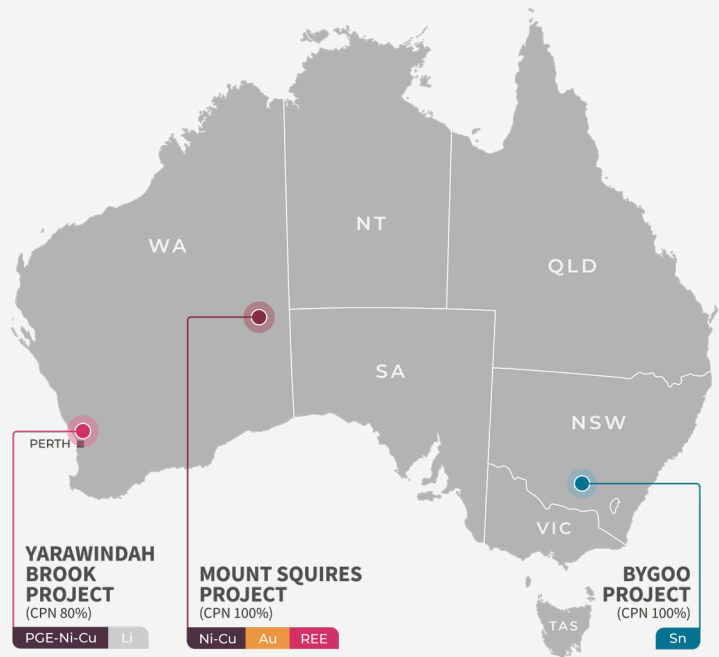 NT
WA
QLD
SA
NSW
PERTH
VIC
TAS
YARAWINDAH
BROOK
PROJECT
(CPN 80%)
PGE-Ni-Cu Li
MOUNT SQUIRES
PROJECT
(CPN 100%)
Ni-Cu Au REE
BYGOO
PROJECT
(CPN 100%)
Sn